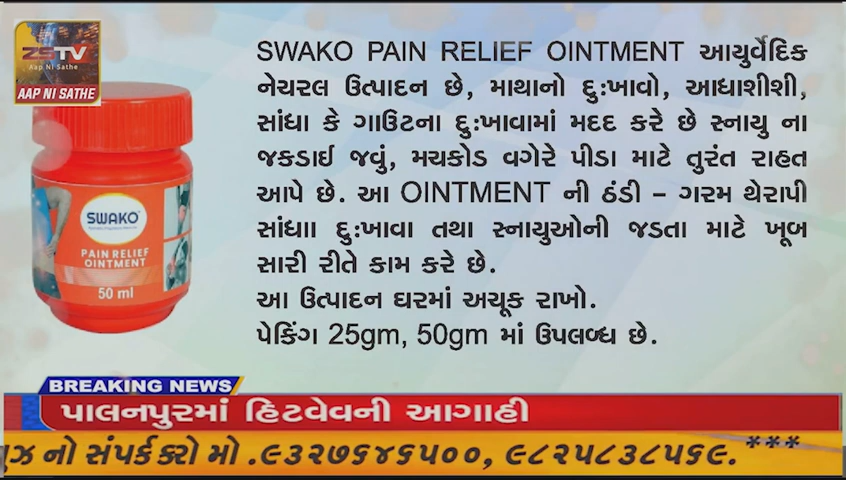 ZSTV
Aap Ni Sathe
AAP NI SATHE
SWAKO PAIN RELIEF OINTMENT આયુર્વેદિક
નેચરલ ઉત્પાદન છે, માથાનો દુઃખાવો, આધાશીશી,
સાંધા કે ગાઉટના દુઃખાવામાં મદદ કરે છે સ્નાયુ ના
જકડાઈ જવું, મચકોડ વગેરે પીડા માટે તુરંત રાહત
આપે છે. આ OINTMENT ની ઠંડી – ગરમ થેરાપી
સાંધાા દુઃખાવા તથા સ્નાયુઓની જડતા માટે ખૂબ
સારી રીતે કામ કરે છે.
આ ઉત્પાદન ઘરમાં અચૂક રાખો.
પેકિંગ 25gm, 50gm માં ઉપલબ્ધ છે.
SWAKO
PAIN RELIEF
OINTMENT
50 ml
BREAKING NEWS
પાલનપુરમાં હિટવેવની આગાહી
નો સંપર્ક કરો મો .૯૩૨૭૬૪૬૫૦૦, ૯૮૨૫૮૩૮૫૬૯. ***